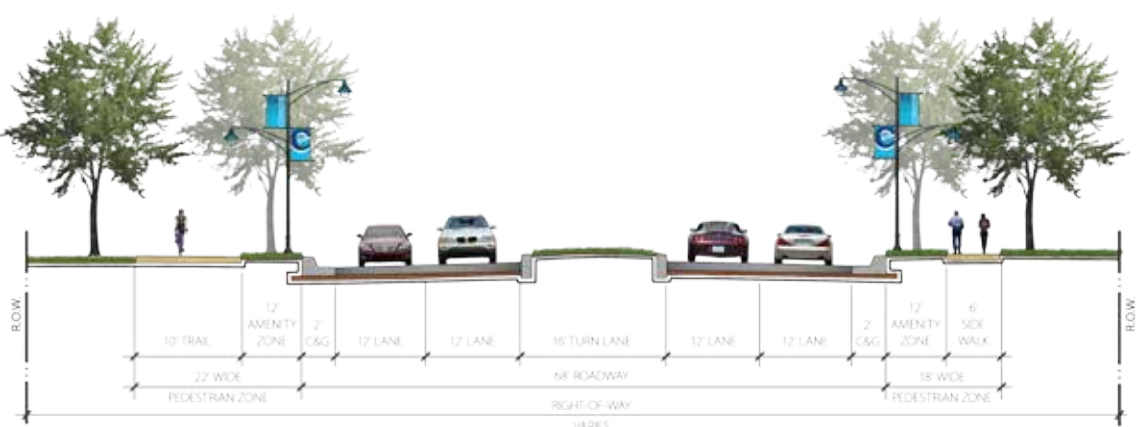 R.O.W.
10' TRAIL
12'
AMENITY
ZONE
2'
C&G
12' LANE
12' LANE
16' TURN LANE
12' LANE
12' LANE
2'
C&G
12'
AMENITY
ZONE
6'
SIDE
WALK
R.O.W.
22' WIDE
PEDESTRIAN ZONE
68' ROADWAY
18' WIDE
PEDESTRIAN ZONE
RIGHT-OF-WAY
VARIES